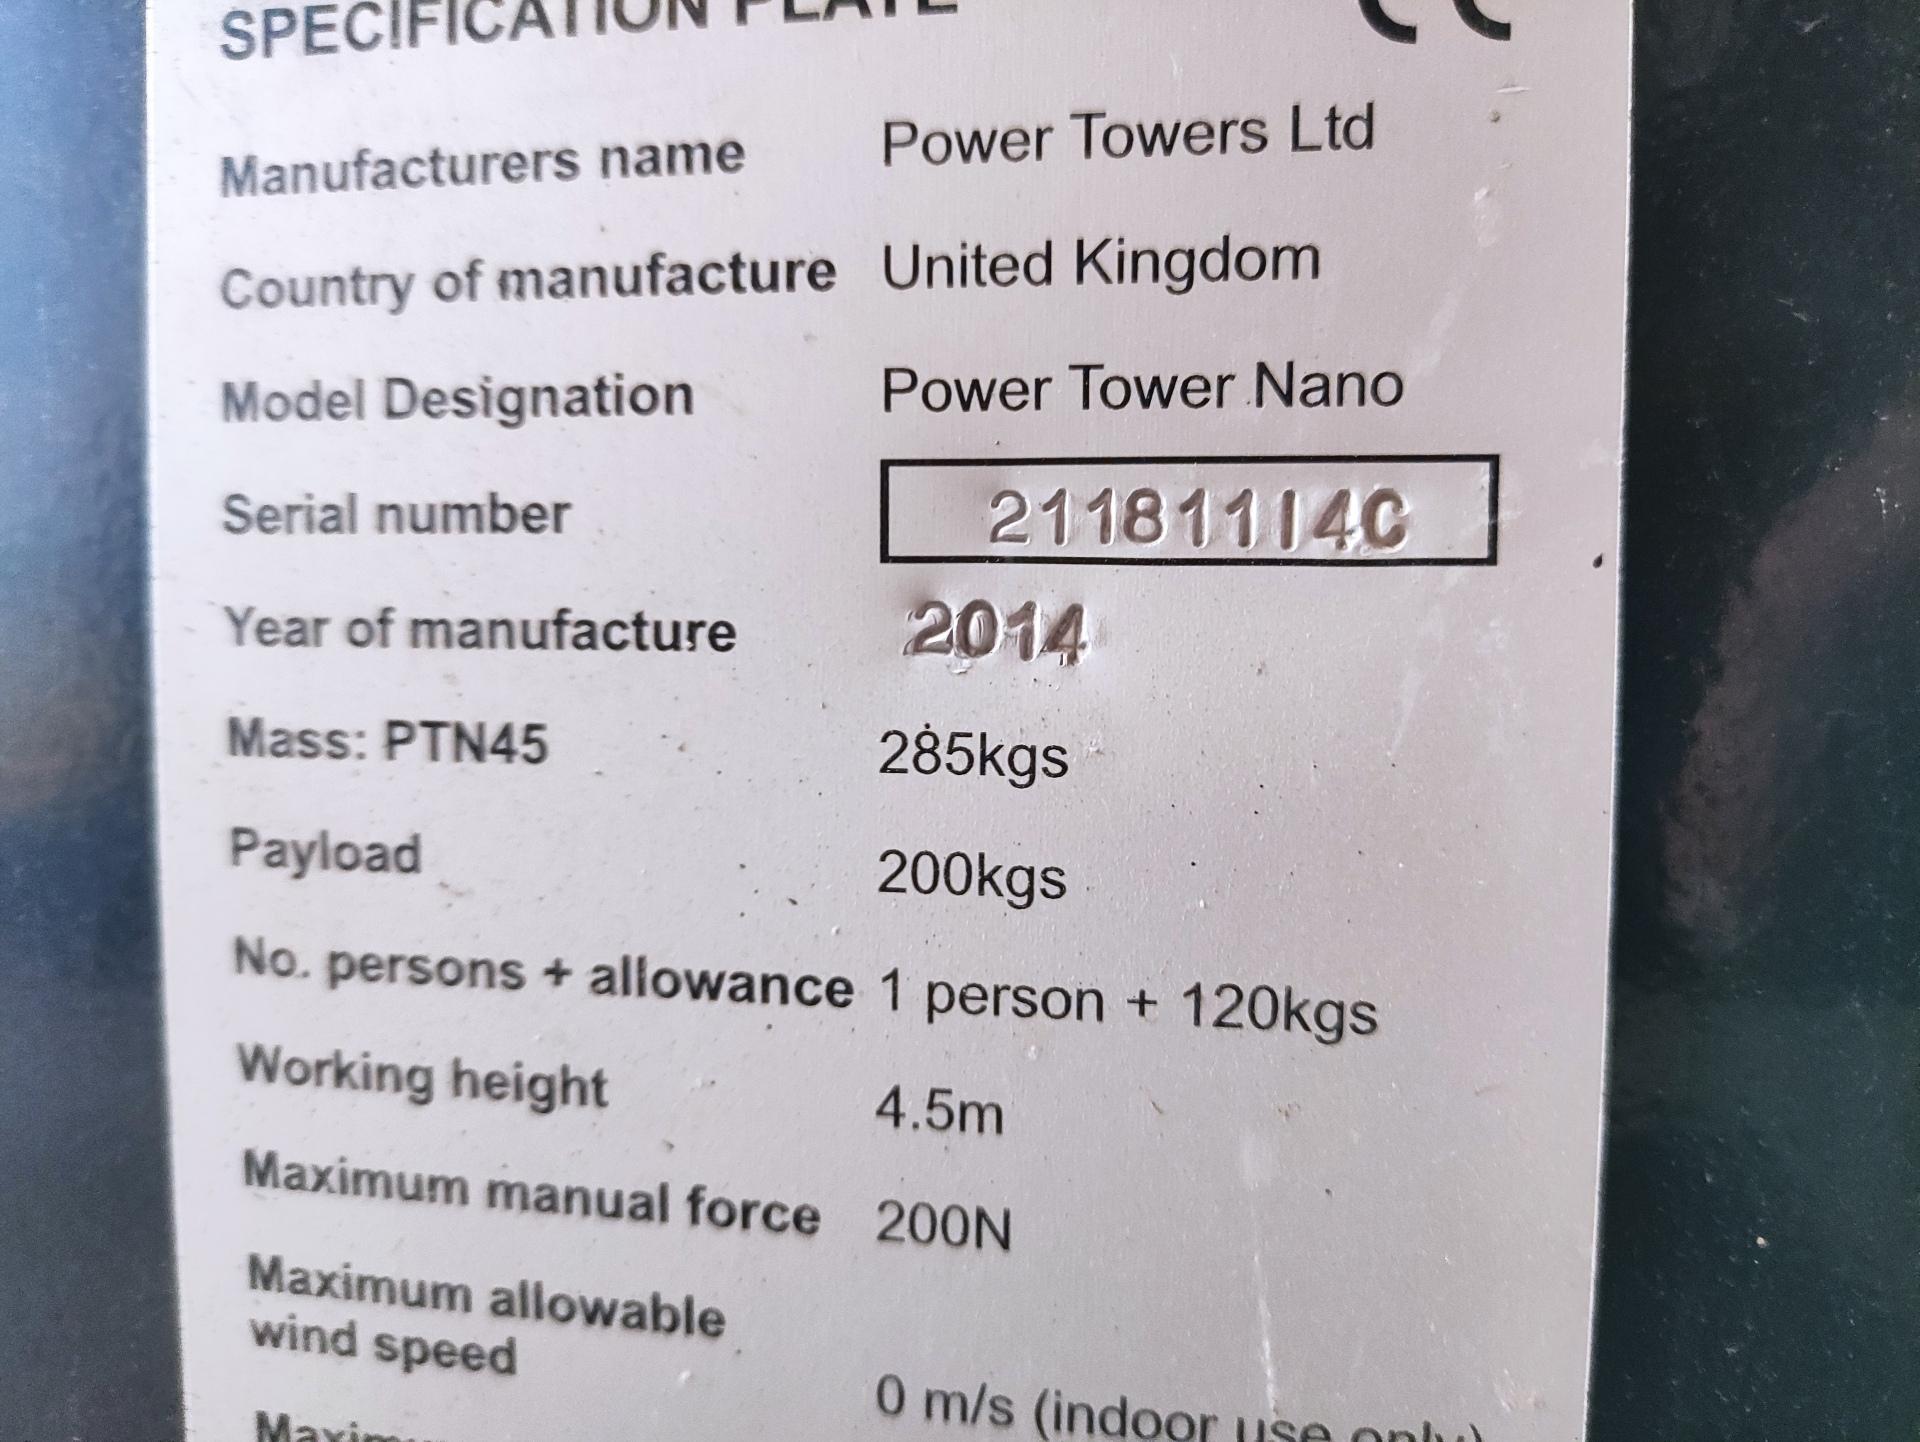 SPECIFICATION PLATE CE
Manufacturers name Power Towers Ltd
Country of manufacture United Kingdom
Model Designation Power Tower Nano
Serial number 21181114C
Year of manufacture 2014
Mass: PTN45 285kgs
Payload 200kgs
No. persons + allowance 1 person + 120kgs
Working height 4.5m
Maximum manual force 200N
Maximum allowable
wind speed
0 m/s (indoor use only)